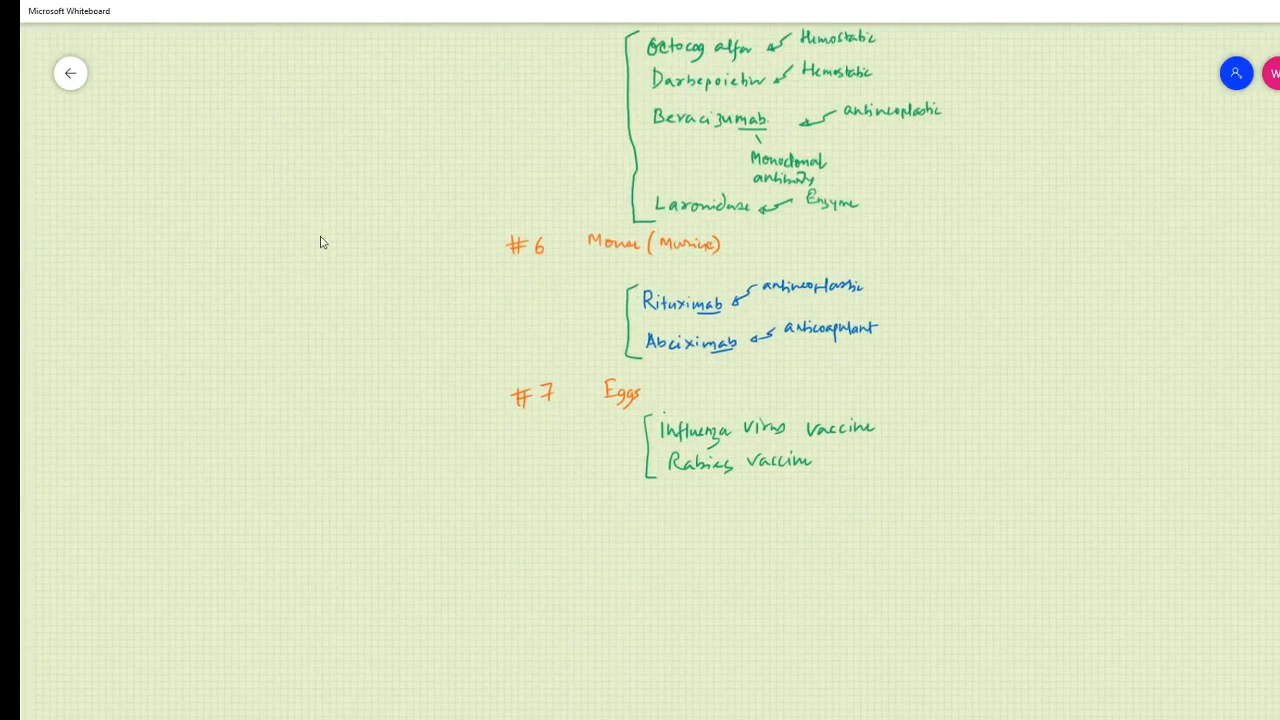 Microsoft Whiteboard
Octocog alfa Hemostatic
Darbepoietin Hemostatic
Beracizumab antineoplastic
Monoclonal
antibody
Laronidase Enzyme
#6 Mouse (Murine)
Rituximab antineoplastic
Abciximab anticoagulant
#7 Eggs
Influenza virus vaccine
Rabies vaccine
W